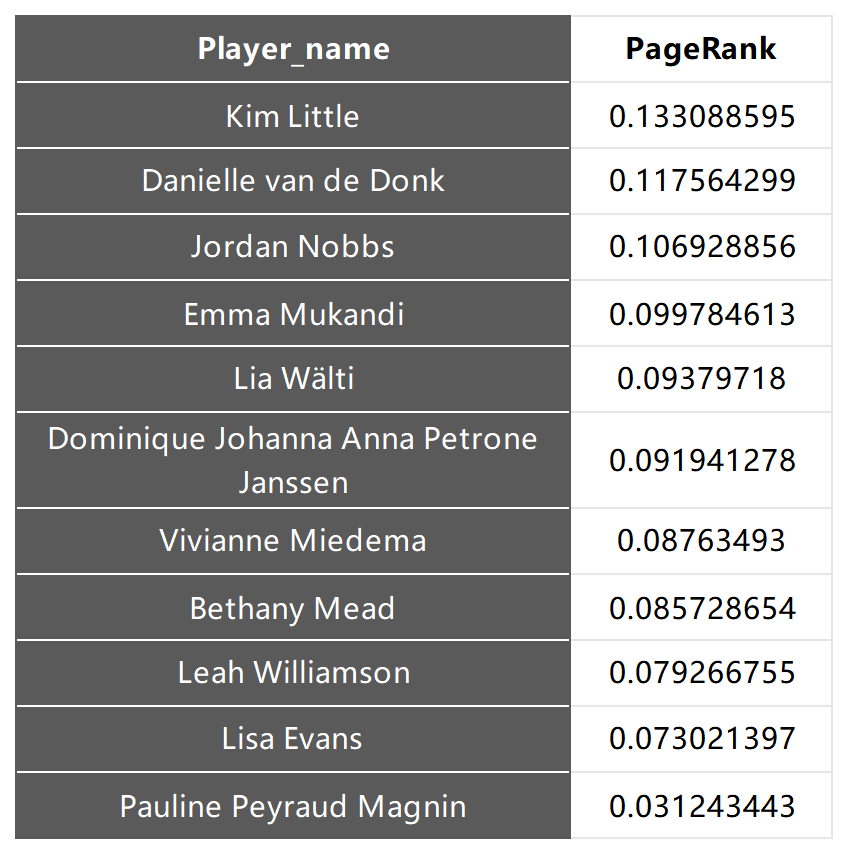 Player_name PageRank
Kim Little 0.133088595
Danielle van de Donk 0.117564299
Jordan Nobbs 0.106928856
Emma Mukandi 0.099784613
Lia Wälti 0.09379718
Dominique Johanna Anna Petrone
Janssen 0.091941278
Vivianne Miedema 0.08763493
Bethany Mead 0.085728654
Leah Williamson 0.079266755
Lisa Evans 0.073021397
Pauline Peyraud Magnin 0.031243443